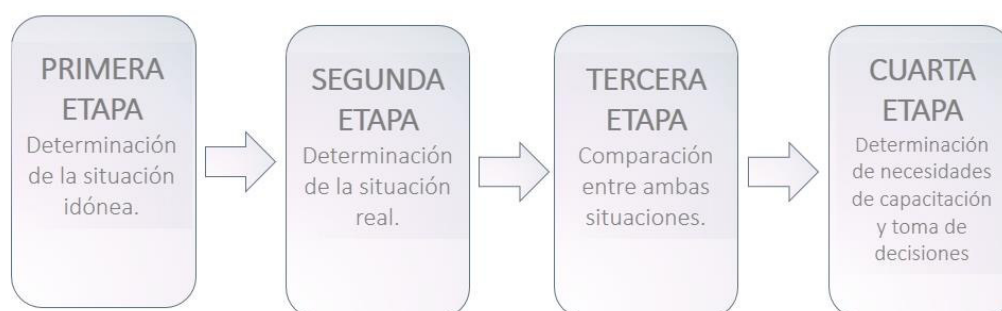 PRIMERA
ETAPA
Determinación
de la situación
idónea.
SEGUNDA
ETAPA
Determinación
de la situación
real.
TERCERA
ETAPA
Comparación
entre ambas
situaciones.
CUARTA
ETAPA
Determinación
de necesidades
de capacitación
y toma de
decisiones